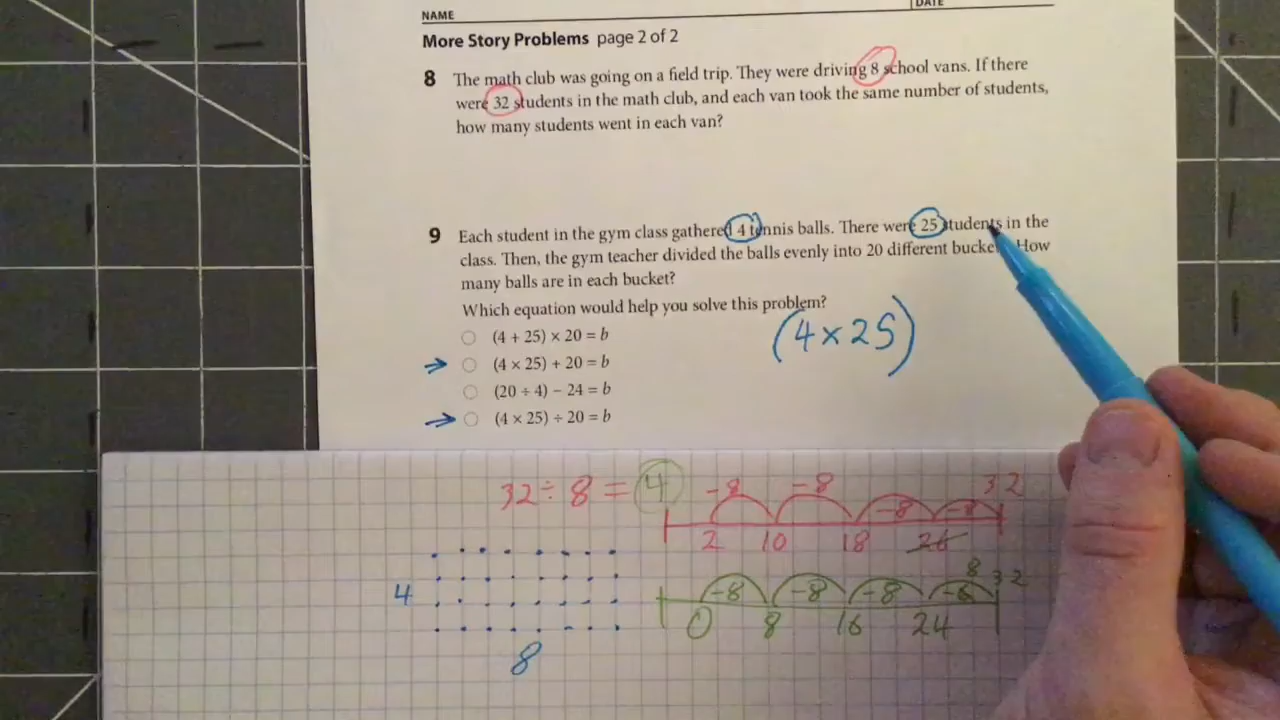 NAME
DATE
More Story Problems page 2 of 2
8 The math club was going on a field trip. They were driving 8 school vans. If there
were 32 students in the math club, and each van took the same number of students,
how many students went in each van?
9 Each student in the gym class gathered 4 tennis balls. There were 25 students in the
class. Then, the gym teacher divided the balls evenly into 20 different bucke How
many balls are in each bucket?
Which equation would help you solve this problem?
(4 + 25) × 20 = b
(4 × 25) + 20 = b
(20 ÷ 4) – 24 = b
(4 × 25) ÷ 20 = b
(4 × 25)
32 ÷ 8 = 4
-8 -8 -8 -8 32
2 10 18 26
4
8
-8 -8 -8 8 32
0 8 16 24